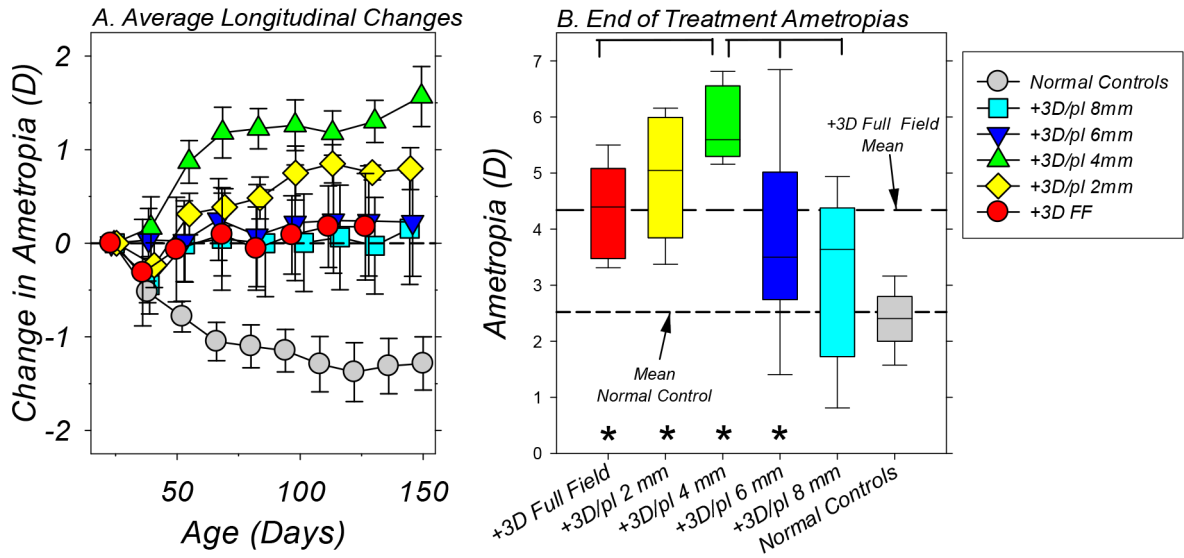 A. Average Longitudinal Changes
2
1
0
-1
-2
Change in Ametropia (D)
50
100
150
Age (Days)
B. End of Treatment Ametropias
7
6
5
4
3
2
1
0
Ametropia (D)
+3D Full Field
Mean
Mean
Normal Control
* * * *
+3D Full Field
+3D/pl 2 mm
+3D/pl 4 mm
+3D/pl 6 mm
+3D/pl 8 mm
Normal Controls
Normal Controls
+3D/pl 8mm
+3D/pl 6mm
+3D/pl 4mm
+3D/pl 2mm
+3D FF